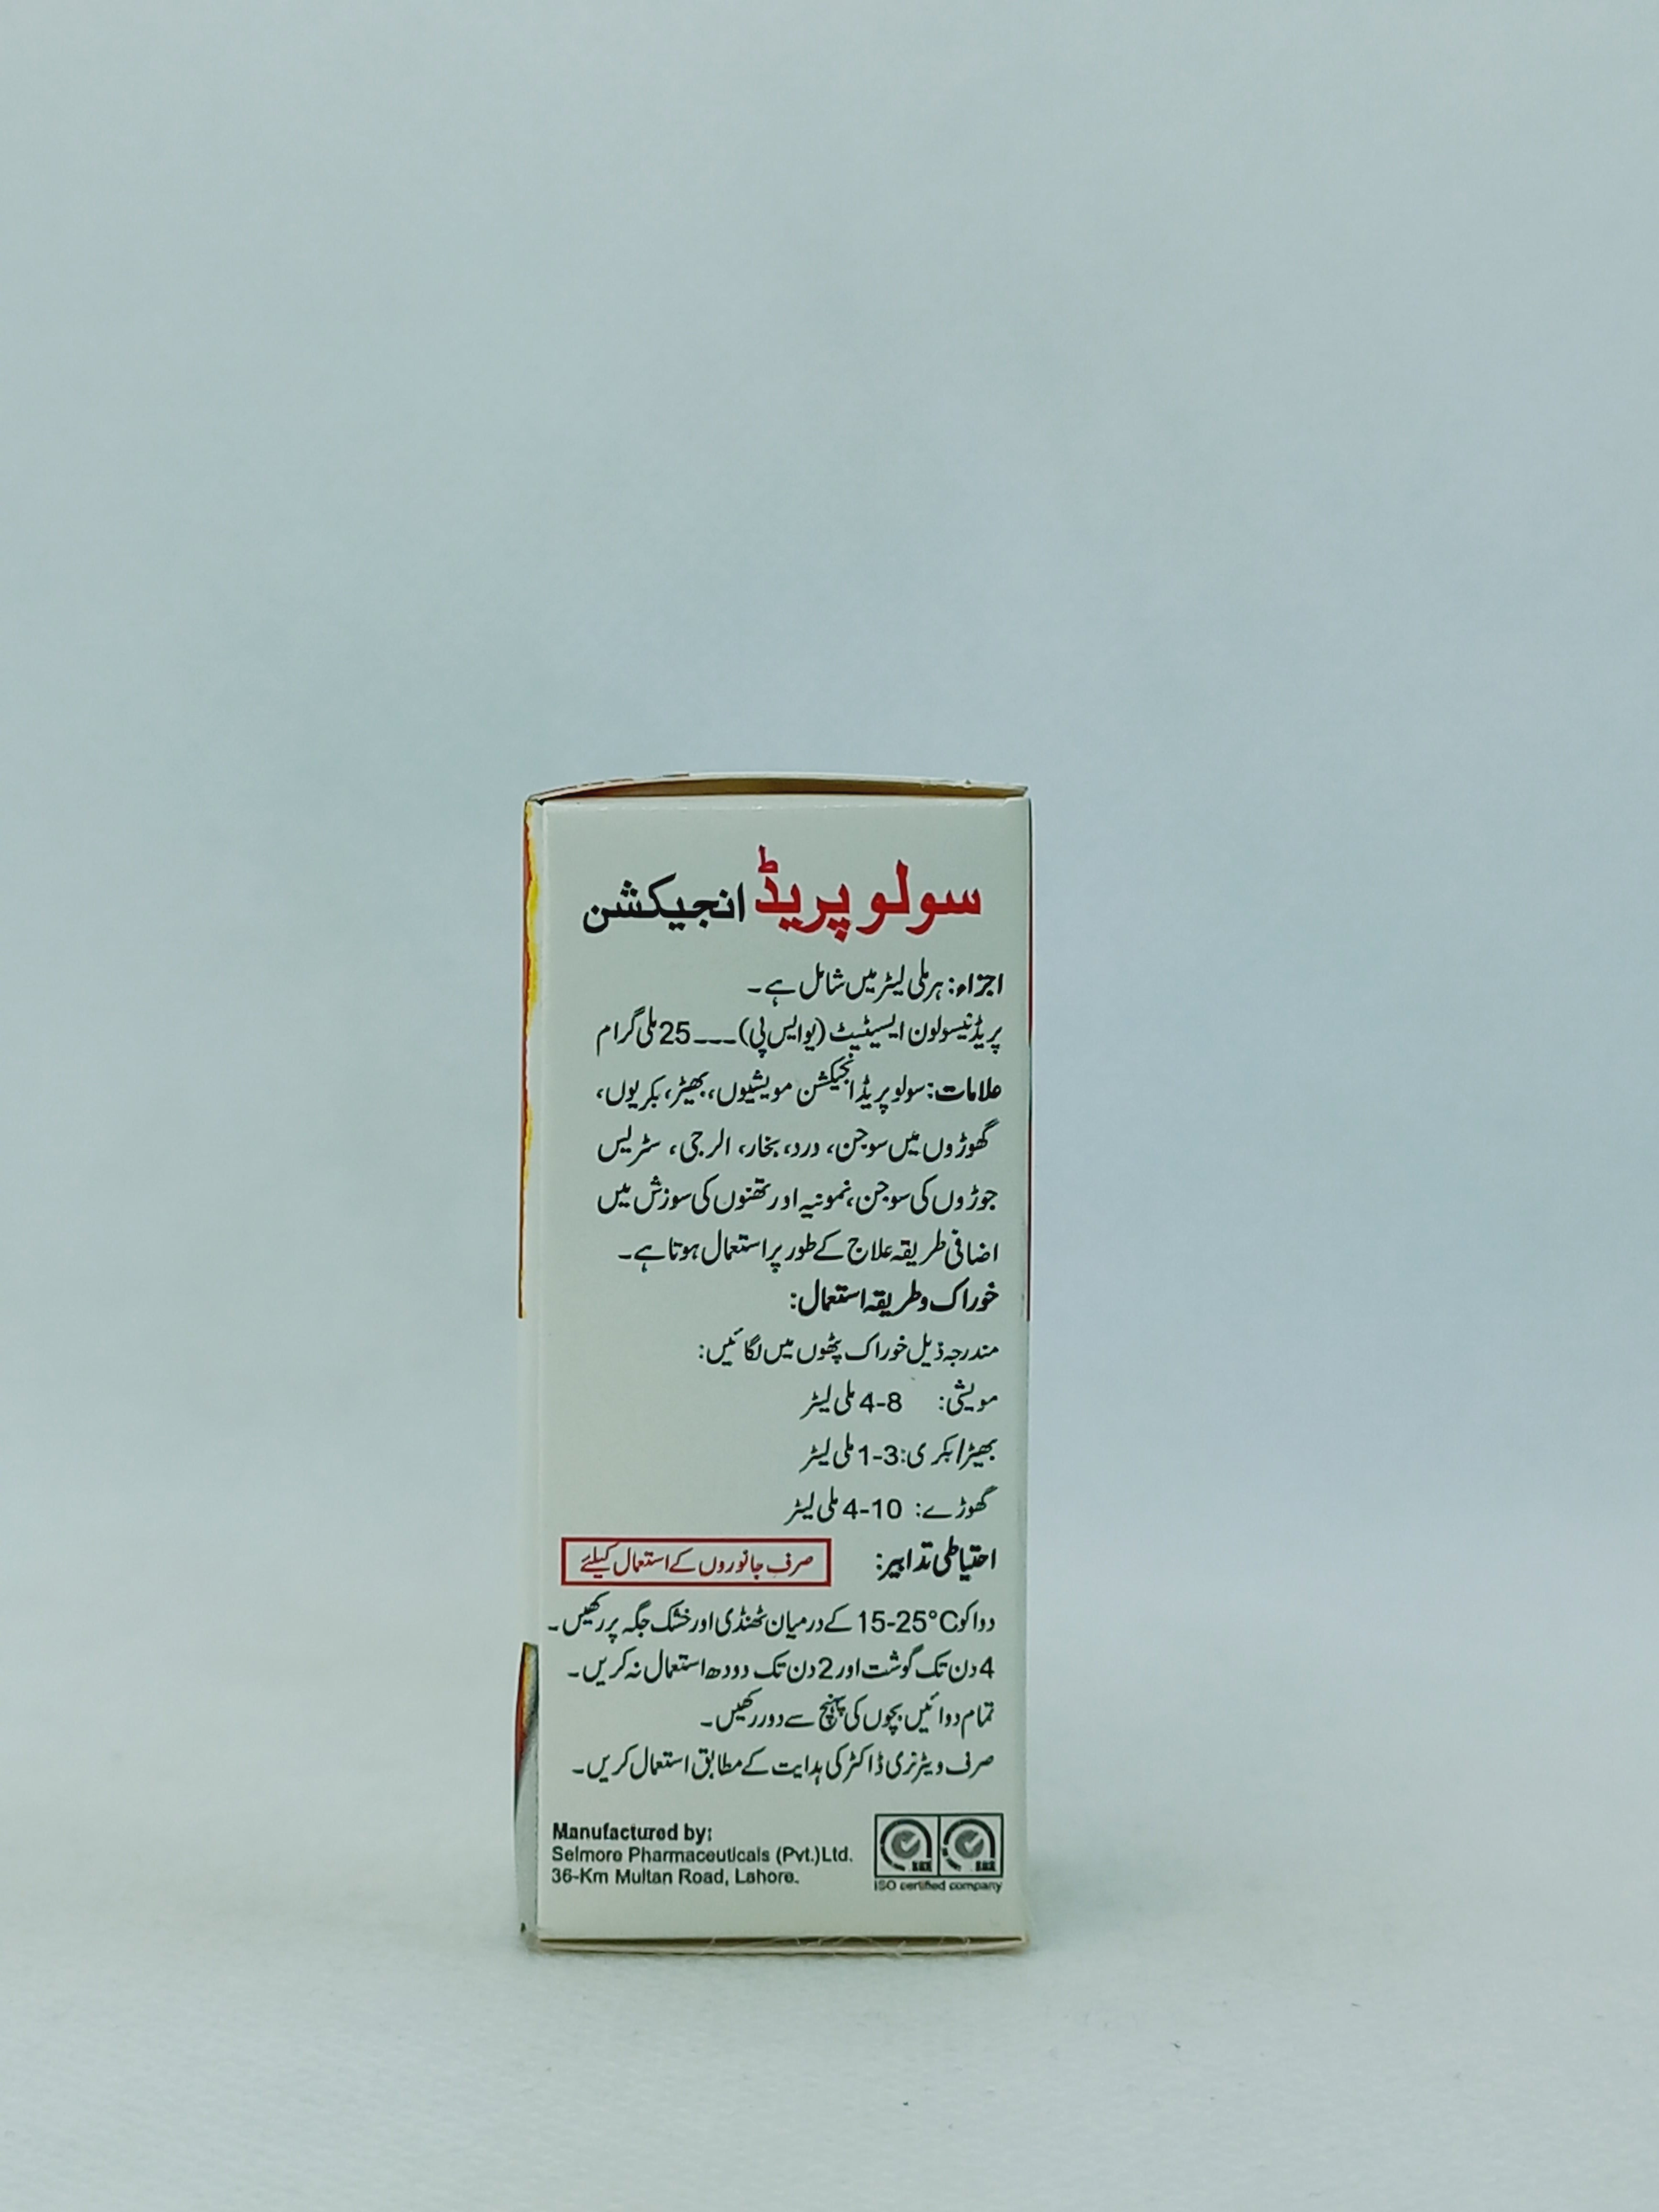 سولو پریڈ انجیکشن
اجزاء: ہر ملی لیٹر میں شامل ہے۔
پریڈنیسولون ایسیٹیٹ (یو ایس پی)---25 ملی گرام
علامات: سولو پریڈ انجیکشن مویشیوں، بھیڑ، بکریوں،
گھوڑوں میں سوجن، درد، بخار، الرجی، سٹریس
جوڑوں کی سوجن، نمونیہ اور تھنوں کی سوزش میں
اضافی طریقہ علاج کے طور پر استعمال ہوتا ہے۔
خوراک و طریقہ استعمال:
مندرجہ ذیل خوراک پٹھوں میں لگائیں:
مویشی: 4-8 ملی لیٹر
بھیڑ/بکری: 1-3 ملی لیٹر
گھوڑے: 4-10 ملی لیٹر
احتیاطی تدابیر: صرف جانوروں کے استعمال کیلئے
دوا کو 15-25°C کے درمیان ٹھنڈی اور خشک جگہ پر رکھیں۔
4 دن تک گوشت اور 2 دن تک دودھ استعمال نہ کریں۔
تمام دوائیں بچوں کی پہنچ سے دور رکھیں۔
صرف ویٹرنری ڈاکٹر کی ہدایت کے مطابق استعمال کریں۔
Manufactured by:
Selmore Pharmaceuticals (Pvt.) Ltd.
36-Km Multan Road, Lahore.
ISO certified company